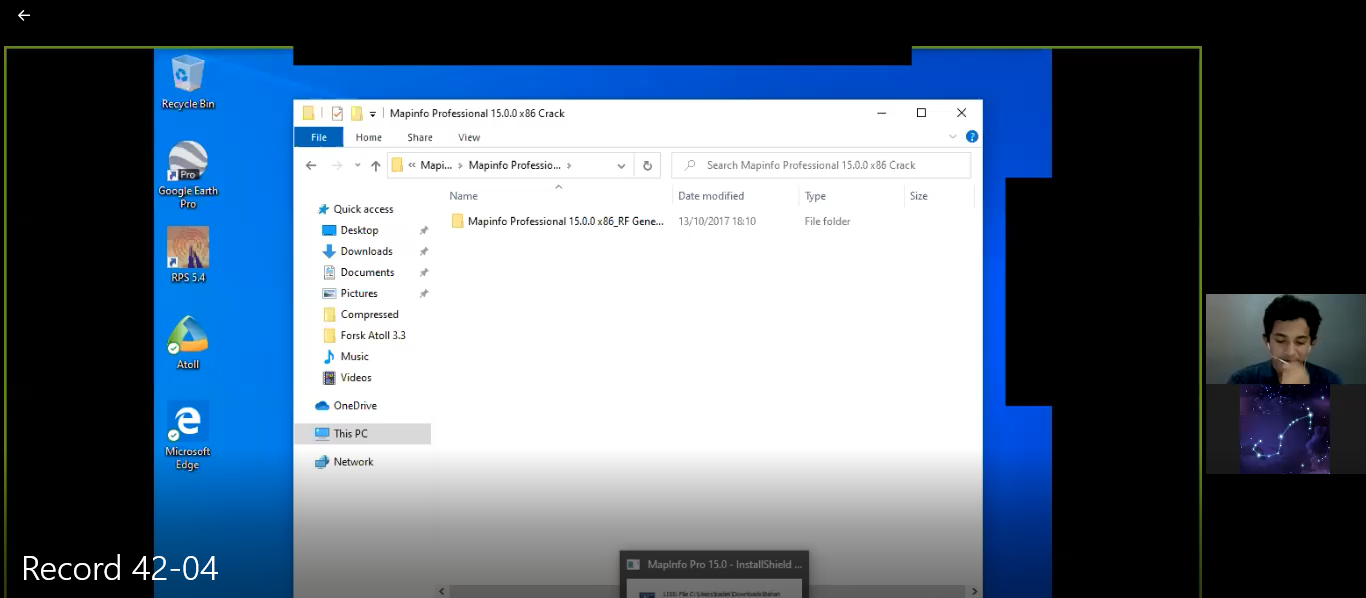 Recycle Bin
Google Earth
Pro
Pro
RPS 5.4
Atoll
Microsoft
Edge
Mapinfo Professional 15.0.0 x86 Crack
File Home Share View
« Mapi... › Mapinfo Professio... ›
Search Mapinfo Professional 15.0.0 x86 Crack
Name Date modified Type Size
Mapinfo Professional 15.0.0 x86_RF Gene... 13/10/2017 18:10 File folder
Quick access
Desktop
Downloads
Documents
Pictures
Compressed
Forsk Atoll 3.3
Music
Videos
OneDrive
This PC
Network
MapInfo Pro 15.0 - InstallShield ...
Record 42-04